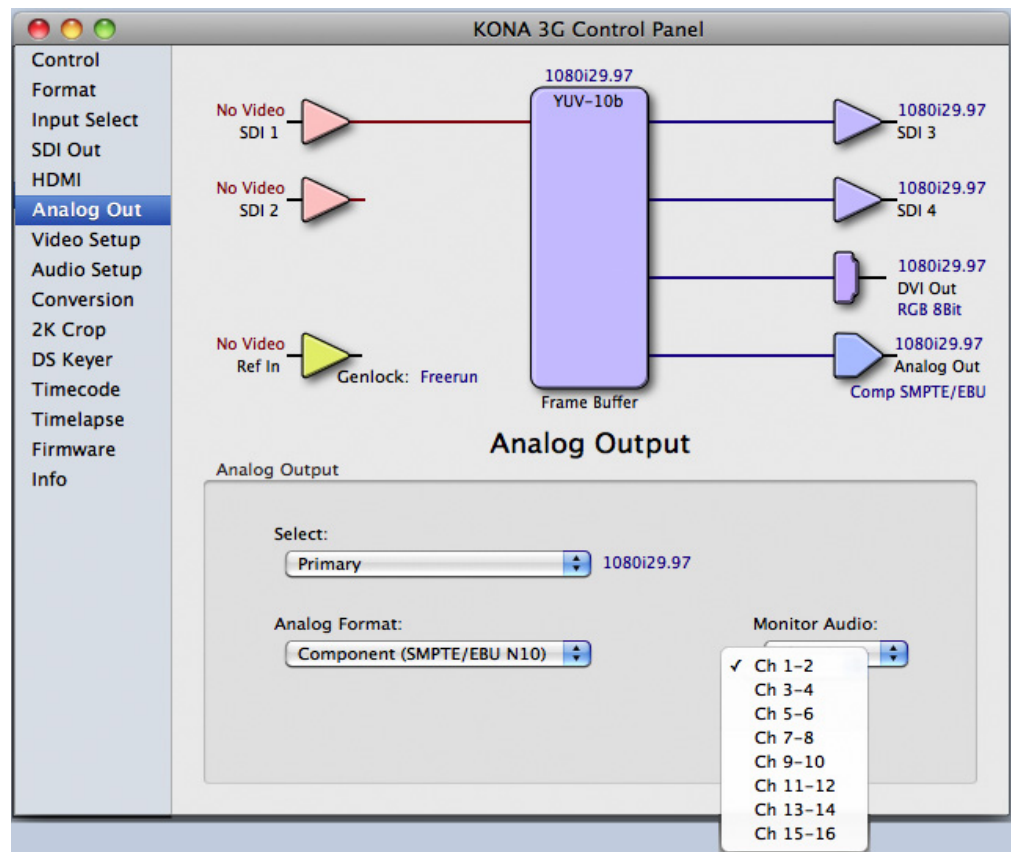 KONA 3G Control Panel
Control
Format
Input Select
SDI Out
HDMI
Analog Out
Video Setup
Audio Setup
Conversion
2K Crop
DS Keyer
Timecode
Timelapse
Firmware
Info
1080i29.97
YUV-10b
No Video
SDI 1
No Video
SDI 2
No Video
Ref In
Genlock: Freerun
Frame Buffer
1080i29.97
SDI 3
1080i29.97
SDI 4
1080i29.97
DVI Out
RGB 8Bit
1080i29.97
Analog Out
Comp SMPTE/EBU
Analog Output
Analog Output
Select:
Primary 1080i29.97
Analog Format:
Component (SMPTE/EBU N10)
Monitor Audio:
✓ Ch 1-2
Ch 3-4
Ch 5-6
Ch 7-8
Ch 9-10
Ch 11-12
Ch 13-14
Ch 15-16